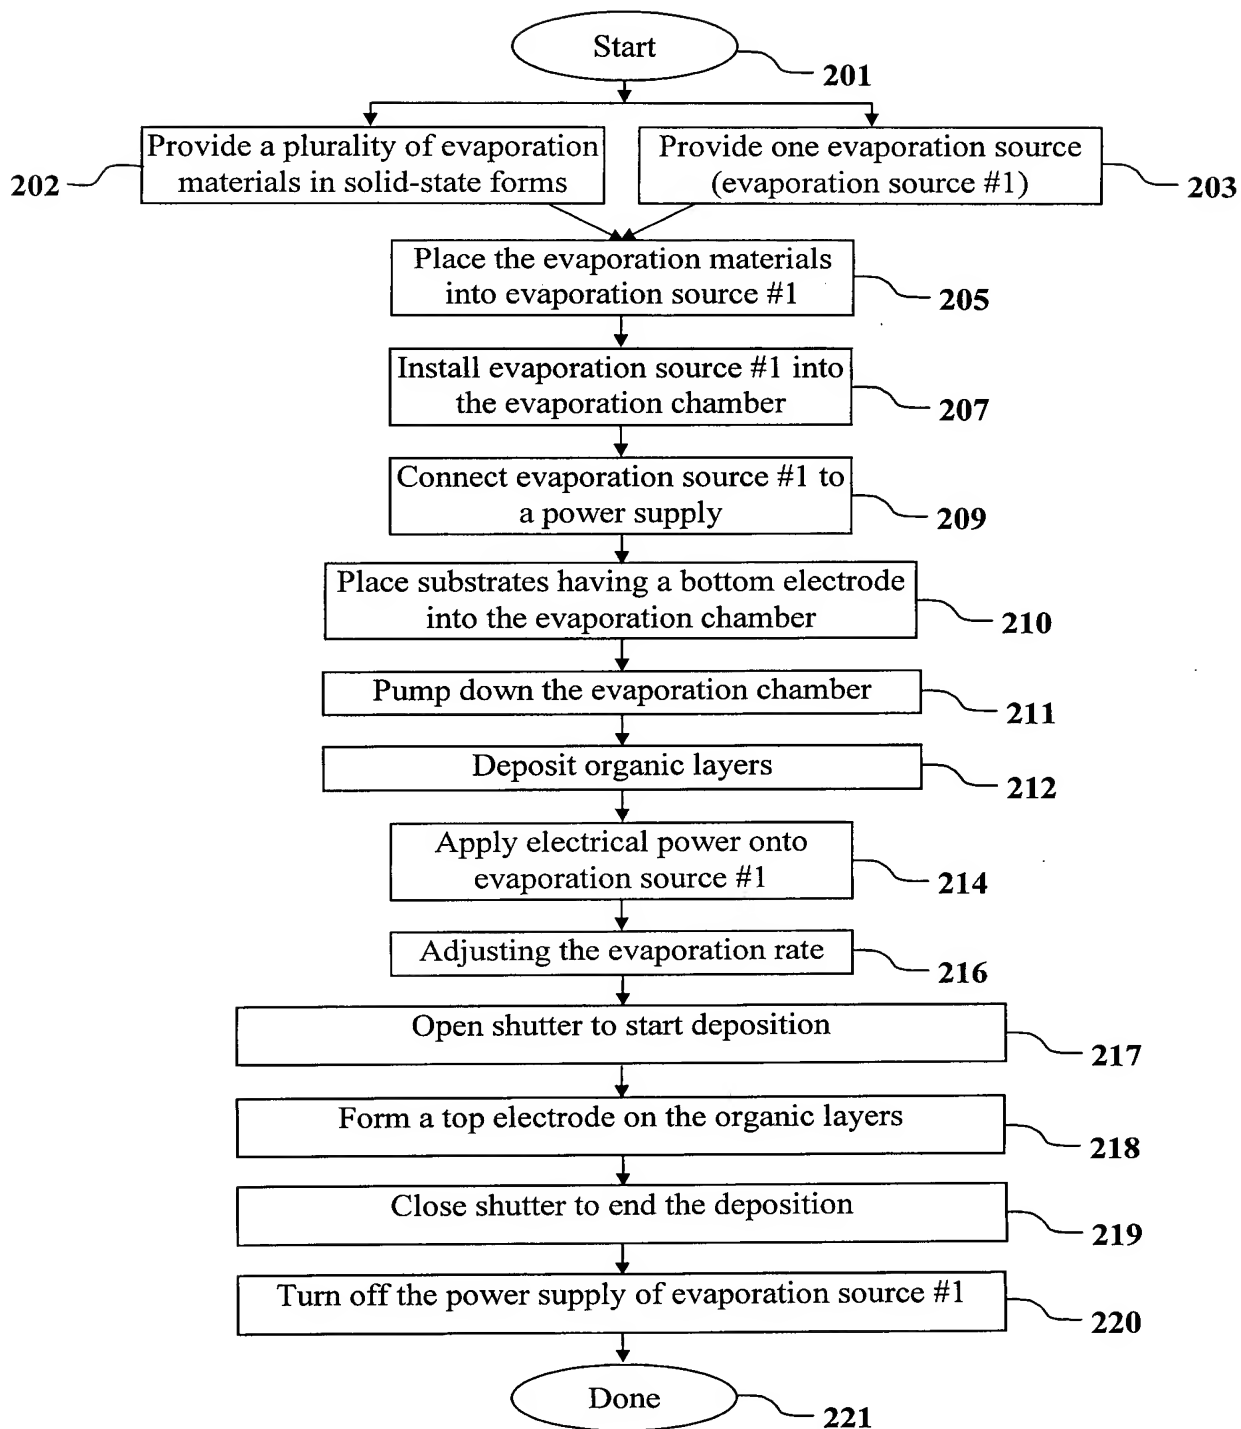 Start
201
Provide a plurality of evaporation
materials in solid-state forms
202
Provide one evaporation source
(evaporation source #1)
203
Place the evaporation materials
into evaporation source #1
205
Install evaporation source #1 into
the evaporation chamber
207
Connect evaporation source #1 to
a power supply
209
Place substrates having a bottom electrode
into the evaporation chamber
210
Pump down the evaporation chamber
211
Deposit organic layers
212
Apply electrical power onto
evaporation source #1
214
Adjusting the evaporation rate
216
Open shutter to start deposition
217
Form a top electrode on the organic layers
218
Close shutter to end the deposition
219
Turn off the power supply of evaporation source #1
220
Done
221